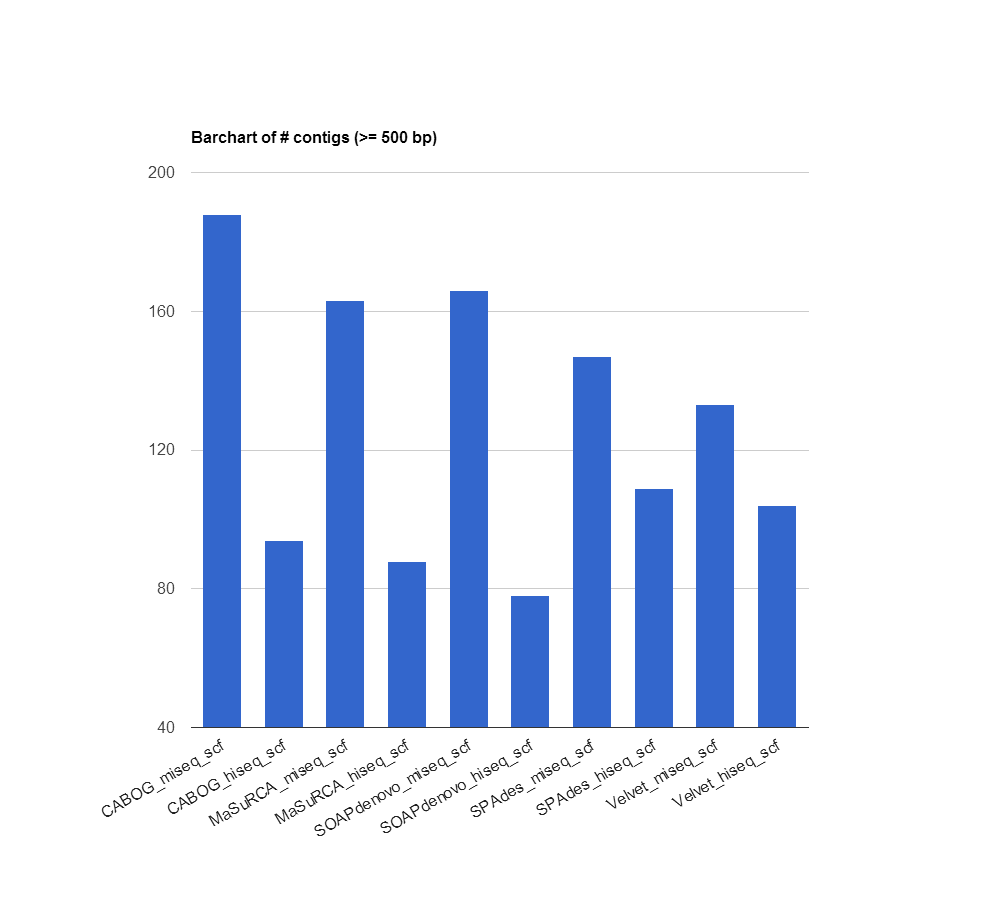 Barchart of # contigs (>= 500 bp)
200
160
120
80
40
CABOG_miseq_scf
CABOG_hiseq_scf
MaSuRCA_miseq_scf
MaSuRCA_hiseq_scf
SOAPdenovo_miseq_scf
SOAPdenovo_hiseq_scf
SPAdes_miseq_scf
SPAdes_hiseq_scf
Velvet_miseq_scf
Velvet_hiseq_scf